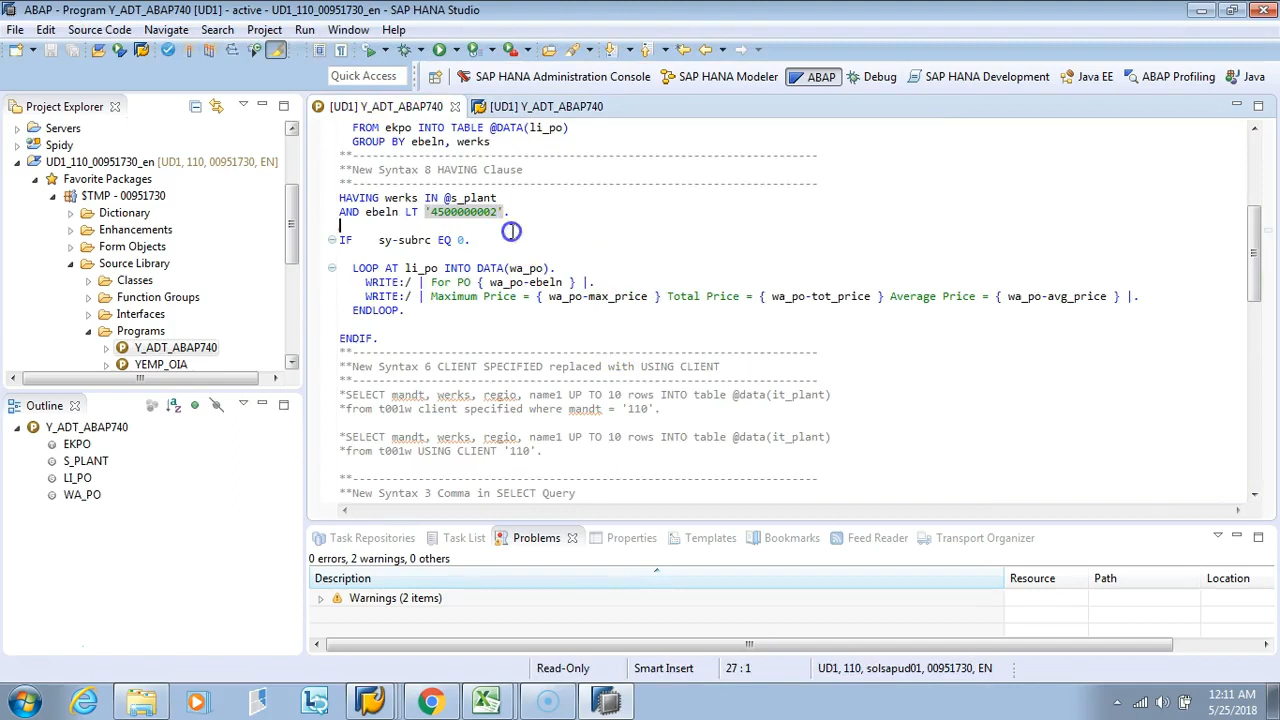 ABAP - Program Y_ADT_ABAP740 [UD1] - active - UD1_110_00951730_en - SAP HANA Studio
File Edit Source Code Navigate Search Project Run Window Help
Quick Access SAP HANA Administration Console SAP HANA Modeler ABAP Debug SAP HANA Development Java EE ABAP Profiling Java
Project Explorer
Servers
Spidy
UD1_110_00951730_en [UD1, 110, 00951730, EN]
Favorite Packages
$TMP - 00951730
Dictionary
Enhancements
Form Objects
Source Library
Classes
Function Groups
Interfaces
Programs
Y_ADT_ABAP740
YEMP_OIA
Outline
Y_ADT_ABAP740
EKPO
S_PLANT
LI_PO
WA_PO
[UD1] Y_ADT_ABAP740 [UD1] Y_ADT_ABAP740
FROM ekpo INTO TABLE @DATA(li_po)
GROUP BY ebeln, werks
**-----------------------------------------------------------------------
**New Syntax 8 HAVING Clause
**-----------------------------------------------------------------------
HAVING werks IN @s_plant
AND ebeln LT '4500000002'.
IF sy-subrc EQ 0.
LOOP AT li_po INTO DATA(wa_po).
WRITE:/ | For PO { wa_po-ebeln } |.
WRITE:/ | Maximum Price = { wa_po-max_price } Total Price = { wa_po-tot_price } Average Price = { wa_po-avg_price } |.
ENDLOOP.
ENDIF.
**-----------------------------------------------------------------------
**New Syntax 6 CLIENT SPECIFIED replaced with USING CLIENT
**-----------------------------------------------------------------------
*SELECT mandt, werks, regio, name1 UP TO 10 rows INTO table @data(it_plant)
*from t001w client specified where mandt = '110'.
*SELECT mandt, werks, regio, name1 UP TO 10 rows INTO table @data(it_plant)
*from t001w USING CLIENT '110'.
**-----------------------------------------------------------------------
**New Syntax 3 Comma in SELECT Query
Task Repositories Task List Problems Properties Templates Bookmarks Feed Reader Transport Organizer
0 errors, 2 warnings, 0 others
Description Resource Path Location
Warnings (2 items)
Read-Only Smart Insert 27 : 1 UD1, 110, solsapud01, 00951730, EN
12:11 AM
5/25/2018